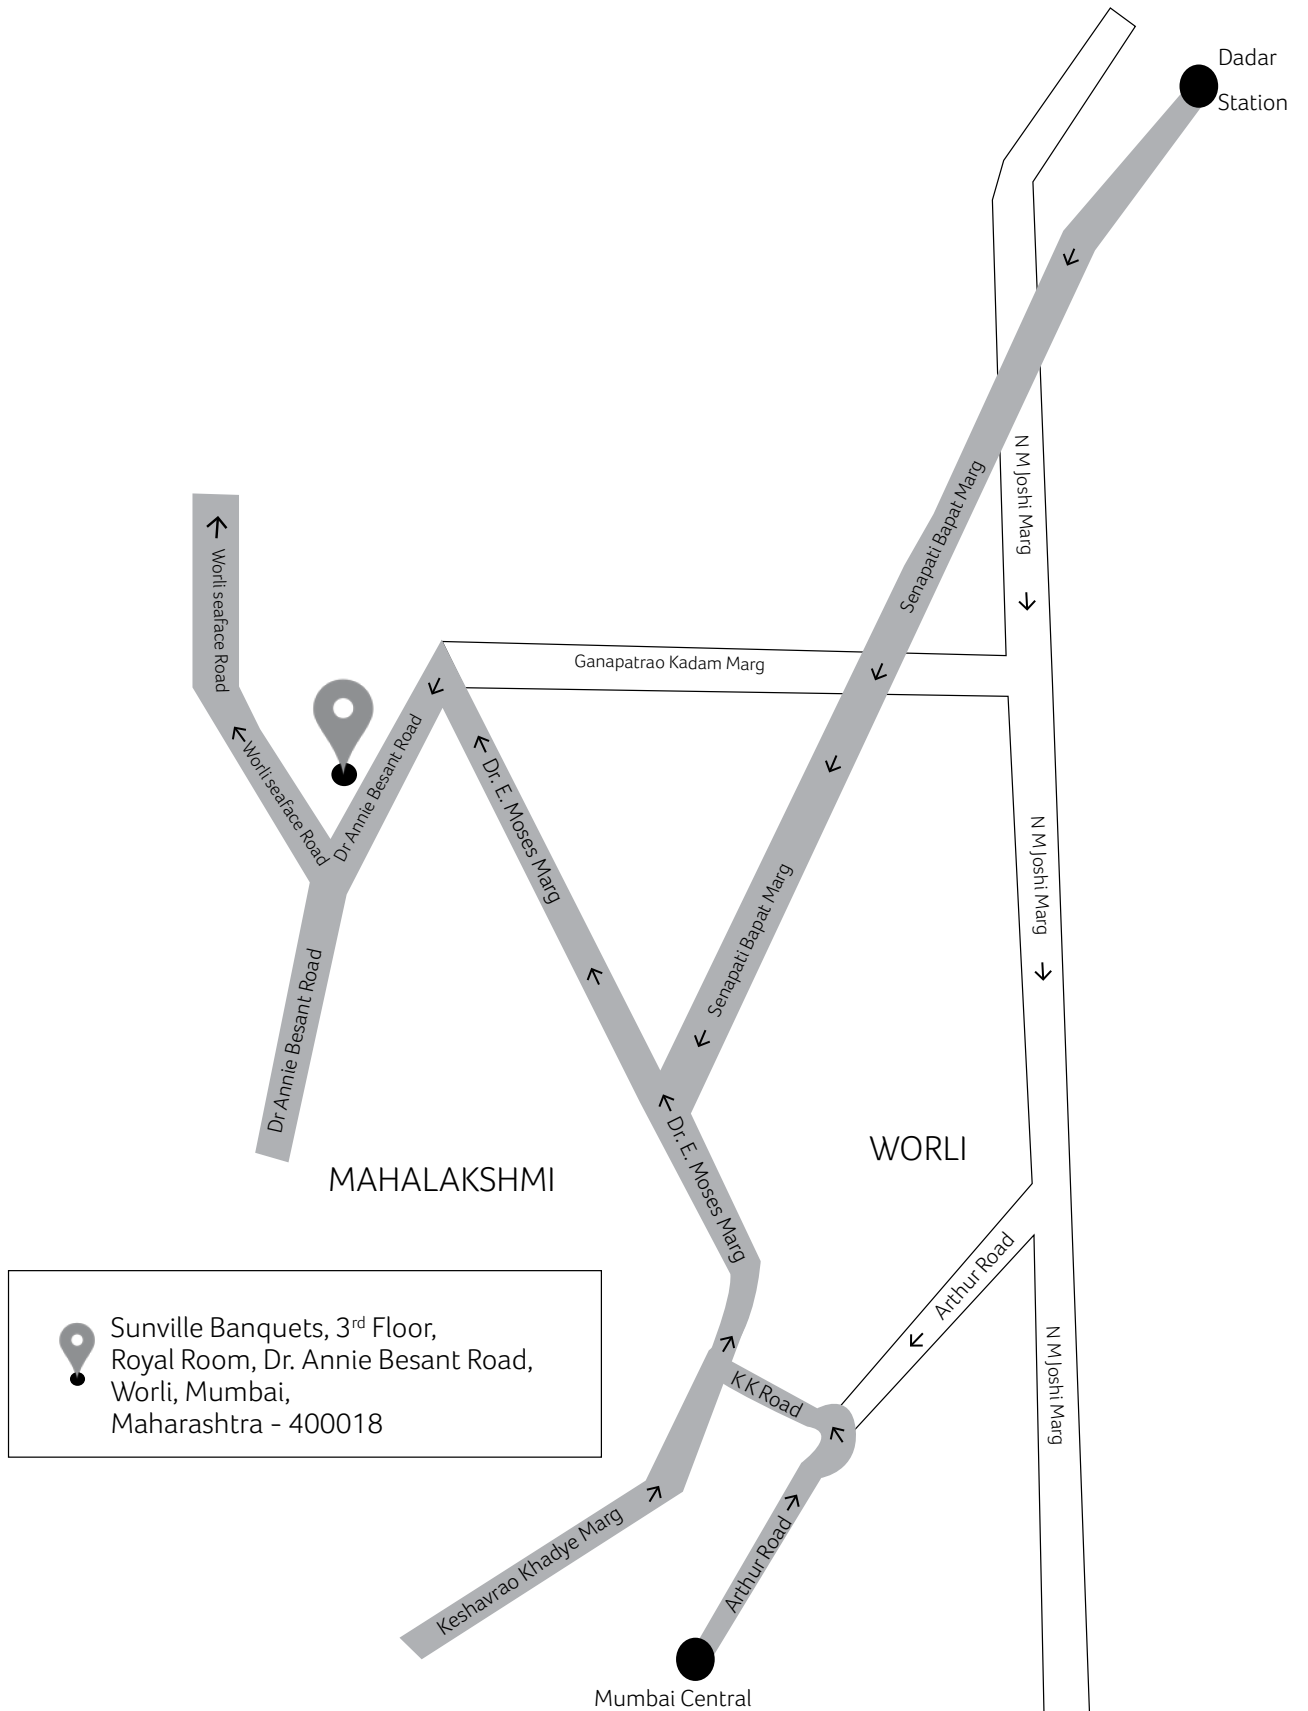 Dadar
Station
N M Joshi Marg
Senapati Bapat Marg
Worli seaface Road
Ganapatrao Kadam Marg
Worli seaface Road
Dr Annie Besant Road
Dr. E. Moses Marg
N M Joshi Marg
Senapati Bapat Marg
Dr Annie Besant Road
WORLI
MAHALAKSHMI
Dr. E. Moses Marg
Arthur Road
Sunville Banquets, 3rd Floor,
Royal Room, Dr. Annie Besant Road,
Worli, Mumbai,
Maharashtra - 400018
K K Road
N M Joshi Marg
Keshavrao Khadye Marg
Arthur Road
Mumbai Central